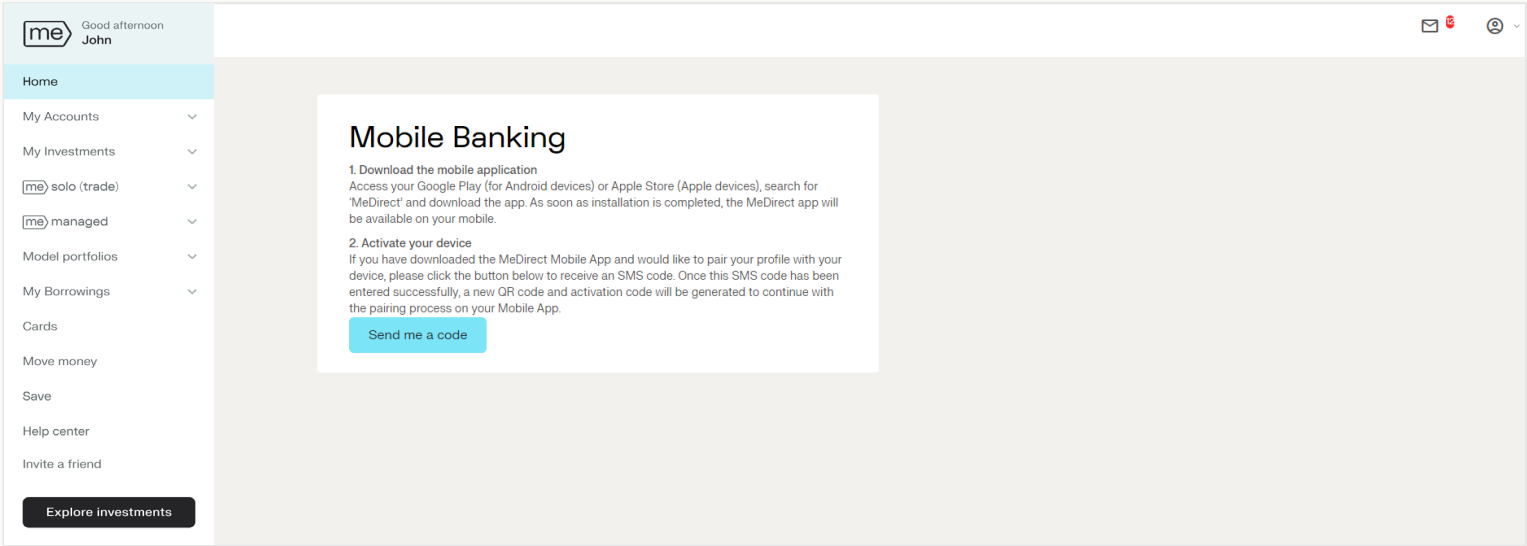 me
Good afternoon
John
Home
My Accounts
My Investments
me solo (trade)
me managed
Model portfolios
My Borrowings
Cards
Move money
Save
Help center
Invite a friend
Explore investments
Mobile Banking
1. Download the mobile application
Access your Google Play (for Android devices) or Apple Store (Apple devices), search for
'MeDirect' and download the app. As soon as installation is completed, the MeDirect app will
be available on your mobile.
2. Activate your device
If you have downloaded the MeDirect Mobile App and would like to pair your profile with your
device, please click the button below to receive an SMS code. Once this SMS code has been
entered successfully, a new QR code and activation code will be generated to continue with
the pairing process on your Mobile App.
Send me a code